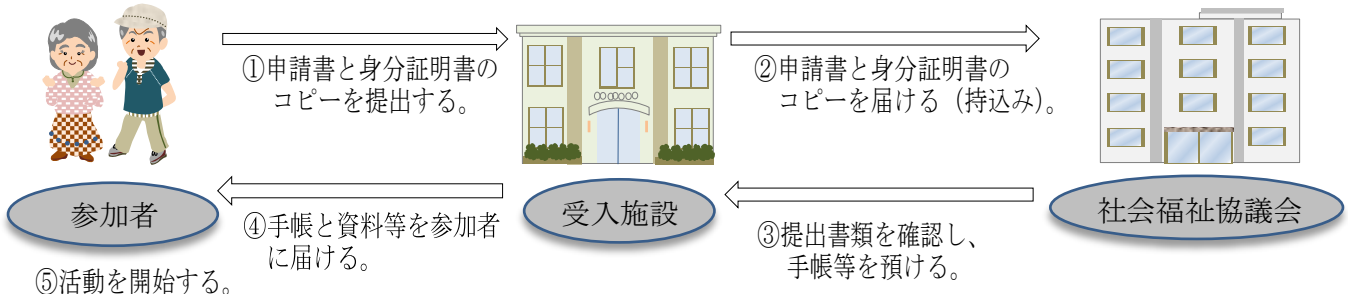 ①申請書と身分証明書の
コピーを提出する。
②申請書と身分証明書の
コピーを届ける（持込み）。
参加者
受入施設
社会福祉協議会
④手帳と資料等を参加者
に届ける。
③提出書類を確認し、
手帳等を預ける。
⑤活動を開始する。